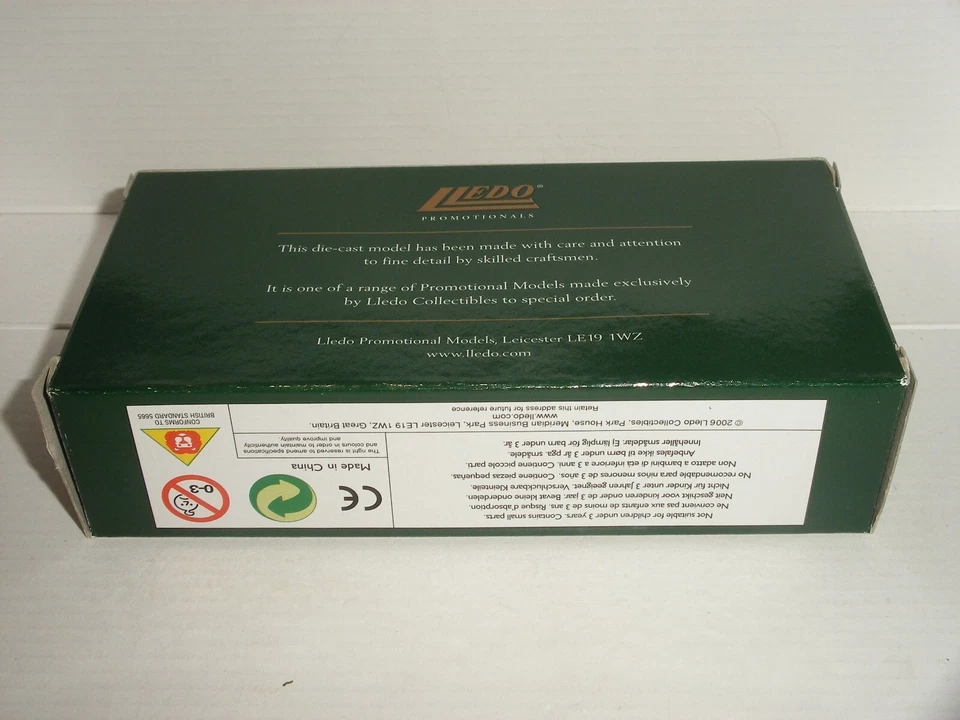 LLEDO®
PROMOTIONALS
This die-cast model has been made with care and attention
to fine detail by skilled craftsmen.
It is one of a range of Promotional Models made exclusively
by Lledo Collectibles to special order.
Lledo Promotional Models, Leicester LE19 1WZ
www.lledo.com
Not suitable for children under 3 years. Contains small parts.
Ne convient pas aux enfants de moins de 3 ans. Risque d'absorption.
Niet geschikt voor kinderen onder de 3 jaar. Bevat kleine onderdelen.
Nicht für Kinder unter 3 Jahren geeignet. Verschluckbare Kleinteile.
No recomendable para niños menores de 3 años. Contiene piezas pequeñas.
Non adatto a bambini di età inferiore a 3 anni. Contiene piccolo parti.
Anbefales ikke til barn under 3 år pga. smådele.
Innehåller smådelar. Ej lämplig för barn under 3 år.
CE
0-3
Made in China
The right is reserved to amend specifications
and colours in order to maintain authenticity
and improve quality
CONFORMS TO
BRITISH STANDARD 5665
© 2006 Lledo Collectibles, Park House, Meridian Business Park, Leicester LE19 1WZ, Great Britain.
www.lledo.com
Retain this address for future reference